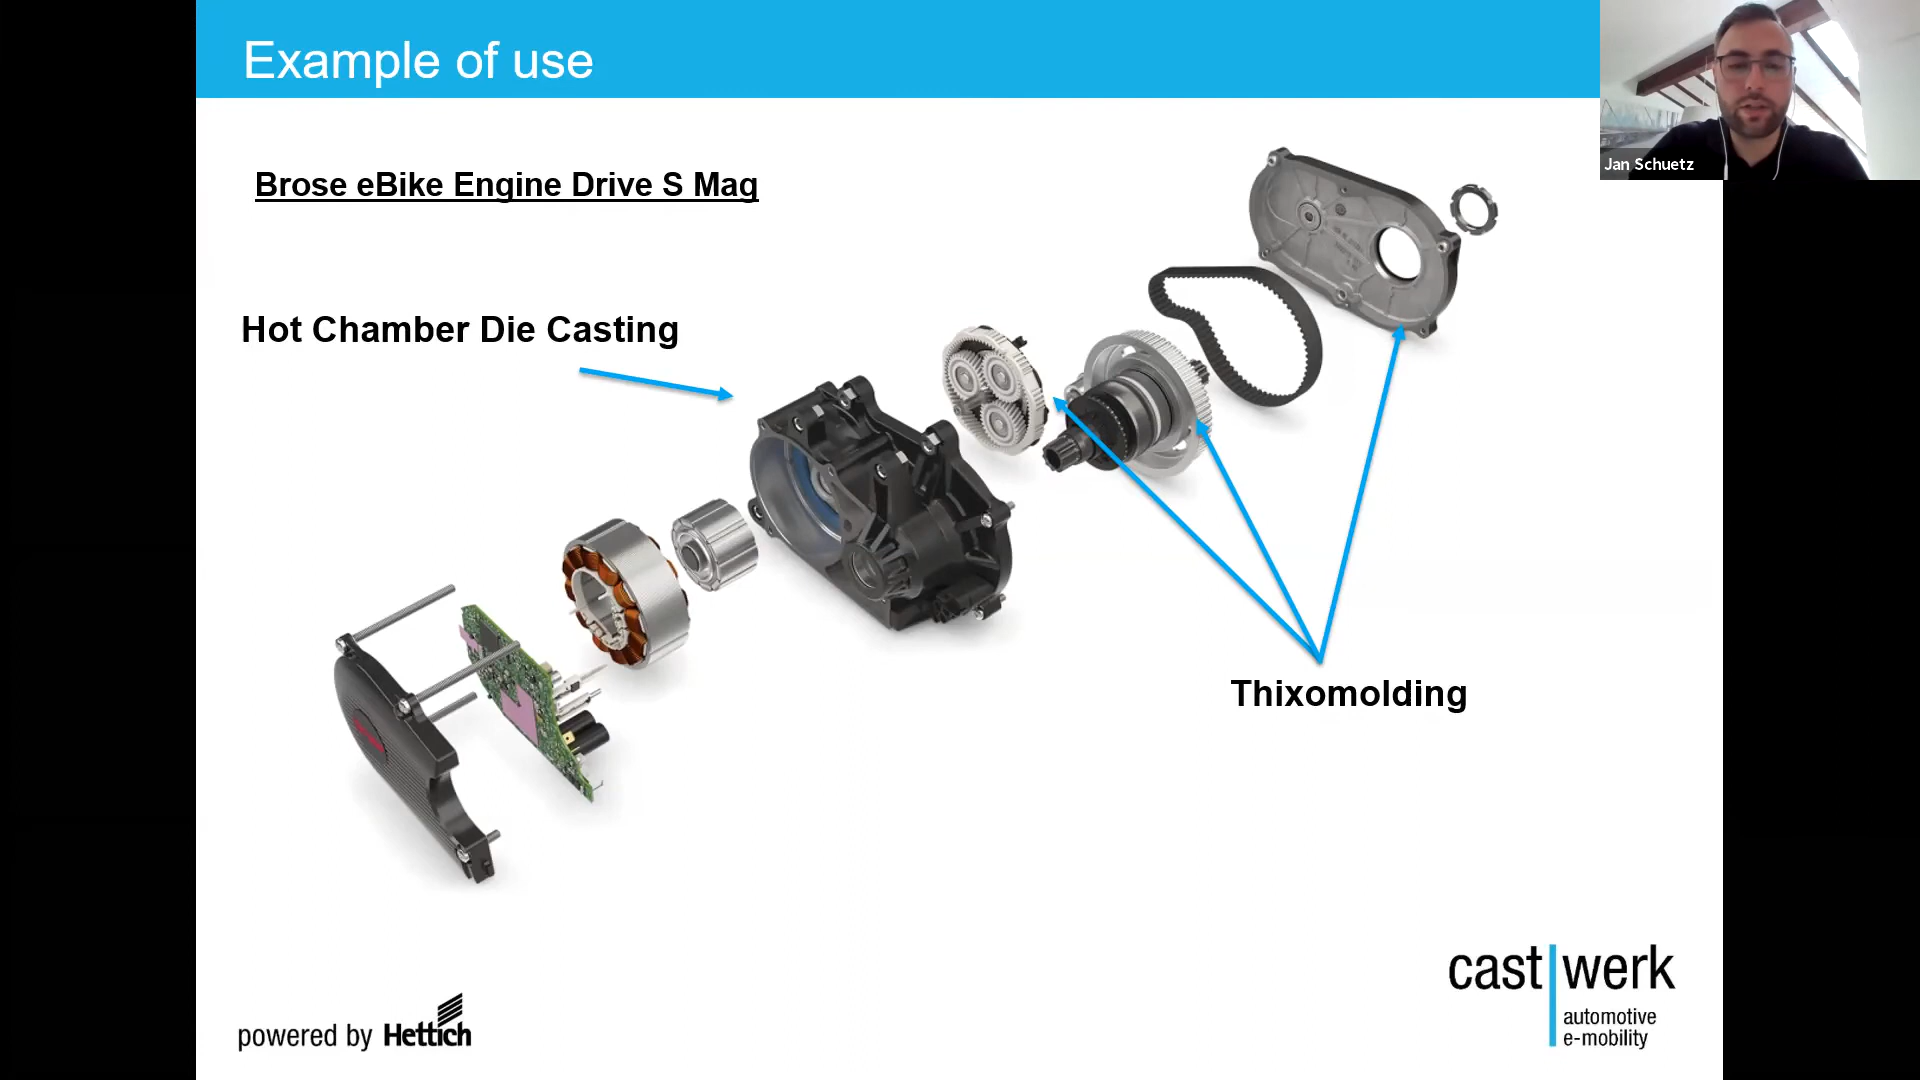 Example of use
Jan Schuetz
Brose eBike Engine Drive S Mag
Hot Chamber Die Casting
Thixomolding
cast werk
automotive
e-mobility
powered by Hettich